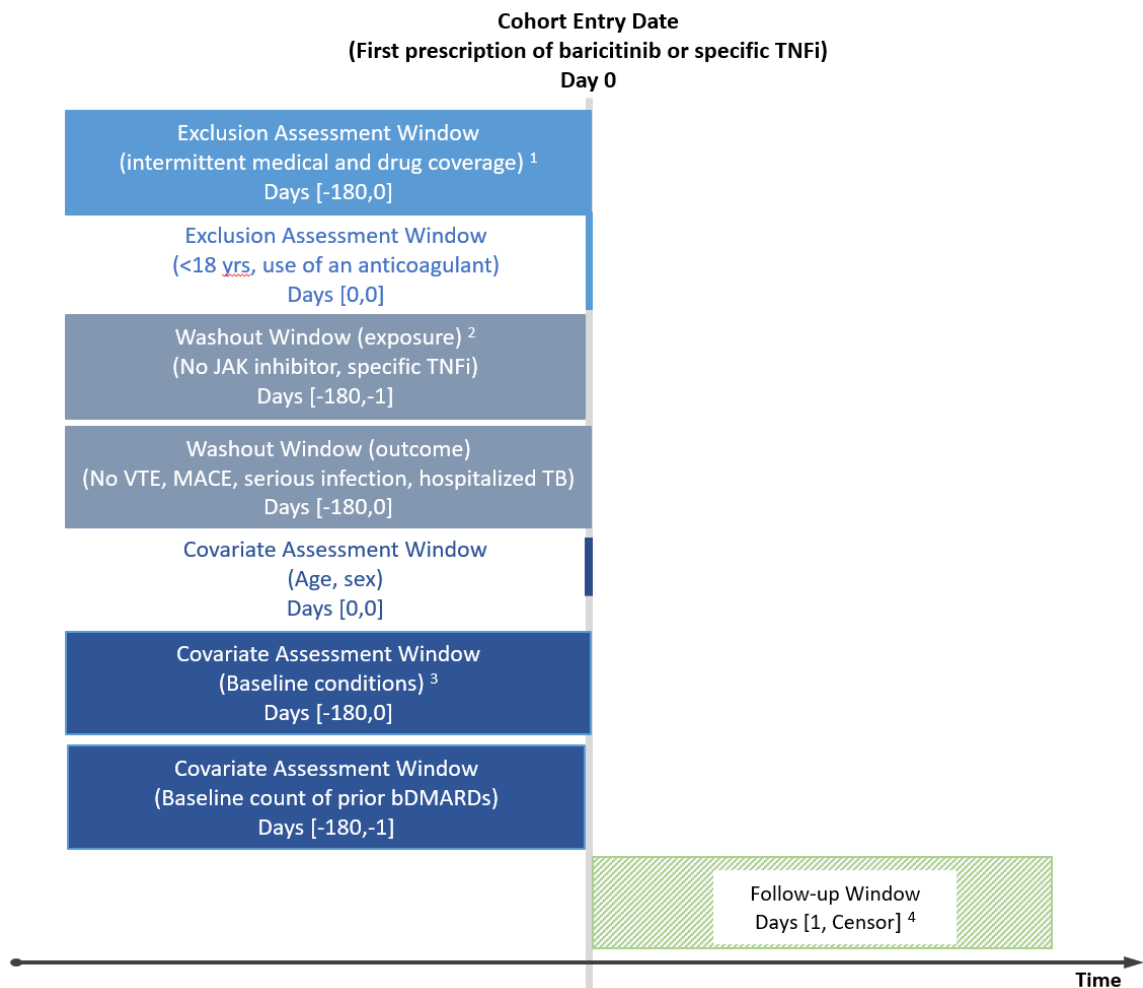 Cohort Entry Date
(First prescription of baricitinib or specific TNFi)
Day 0
Exclusion Assessment Window
(intermittent medical and drug coverage) 1
Days [-180,0]
Exclusion Assessment Window
(<18 yrs, use of an anticoagulant)
Days [0,0]
Washout Window (exposure) 2
(No JAK inhibitor, specific TNFi)
Days [-180,-1]
Washout Window (outcome)
(No VTE, MACE, serious infection, hospitalized TB)
Days [-180,0]
Covariate Assessment Window
(Age, sex)
Days [0,0]
Covariate Assessment Window
(Baseline conditions) 3
Days [-180,0]
Covariate Assessment Window
(Baseline count of prior bDMARDs)
Days [-180,-1]
Follow-up Window
Days [1, Censor] 4
Time